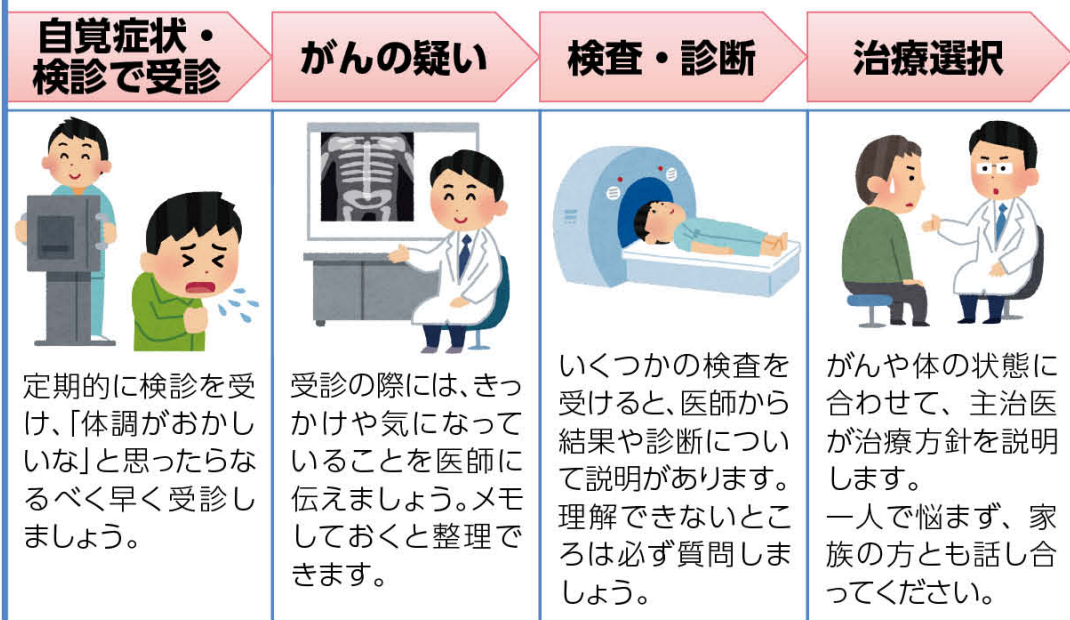 自覚症状・
検診で受診
がんの疑い
検査・診断
治療選択
定期的に検診を受
け、「体調がおかし
いな」と思ったらな
るべく早く受診し
ましょう。
受診の際には、きっ
かけや気になって
いることを医師に
伝えましょう。メモ
しておくと整理で
きます。
いくつかの検査を
受けると、医師から
結果や診断につい
て説明があります。
理解できないとこ
ろは必ず質問しま
しょう。
がんや体の状態に
合わせて、主治医
が治療方針を説明
します。
一人で悩まず、家
族の方とも話し合
ってください。